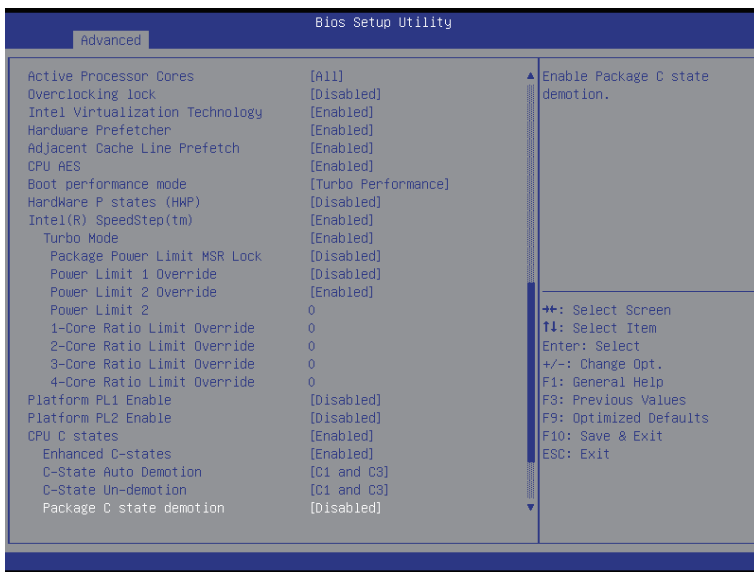 Bios Setup Utility
Advanced
Active Processor Cores [All]
Overclocking lock [Disabled]
Intel Virtualization Technology [Enabled]
Hardware Prefetcher [Enabled]
Adjacent Cache Line Prefetch [Enabled]
CPU AES [Enabled]
Boot performance mode [Turbo Performance]
HardWare P states (HWP) [Disabled]
Intel(R) SpeedStep(tm) [Enabled]
Turbo Mode [Enabled]
Package Power Limit MSR Lock [Disabled]
Power Limit 1 Override [Disabled]
Power Limit 2 Override [Enabled]
Power Limit 2 0
1-Core Ratio Limit Override 0
2-Core Ratio Limit Override 0
3-Core Ratio Limit Override 0
4-Core Ratio Limit Override 0
Platform PL1 Enable [Disabled]
Platform PL2 Enable [Disabled]
CPU C states [Enabled]
Enhanced C-states [Enabled]
C-State Auto Demotion [C1 and C3]
C-State Un-demotion [C1 and C3]
Package C state demotion [Disabled]
Enable Package C state
demotion.
→←: Select Screen
↑↓: Select Item
Enter: Select
+/-: Change Opt.
F1: General Help
F3: Previous Values
F9: Optimized Defaults
F10: Save & Exit
ESC: Exit